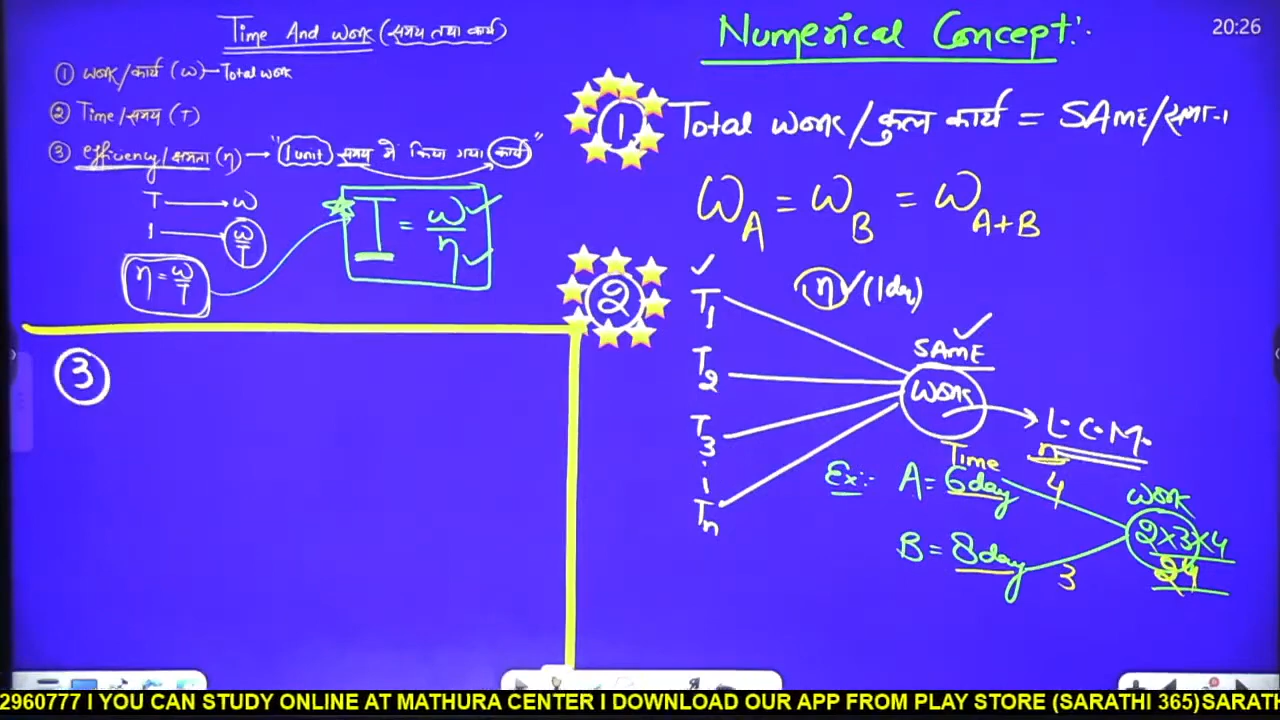 Time And Work (समय तथा कार्य)
① Work/कार्य (W) — Total work
② Time/समय (T)
③ efficiency/क्षमता (η) → "1 unit समय में किया गया कार्य"
T → W
1 → W/T
η = W/T
T = W/η
③
Numerical Concept:
20:26
① Total work/कुल कार्य = SAME/समान
W_A = W_B = W_A+B
②
η (1 day)
T1
T2
T3
Tn
SAME
Work
L.C.M.
Time
η
Ex:- A = 6 day
4
Work
2×3×4
24
B = 8 day
3
2960777 I YOU CAN STUDY ONLINE AT MATHURA CENTER I DOWNLOAD OUR APP FROM PLAY STORE (SARATHI 365) SARATHI